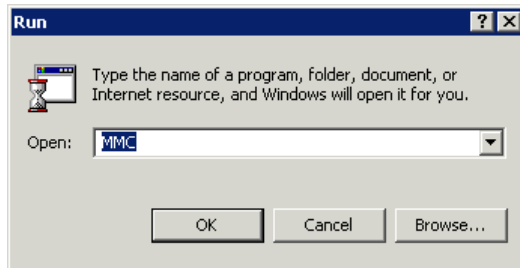 Run
Type the name of a program, folder, document, or
Internet resource, and Windows will open it for you.
Open: MMC
OK Cancel Browse...